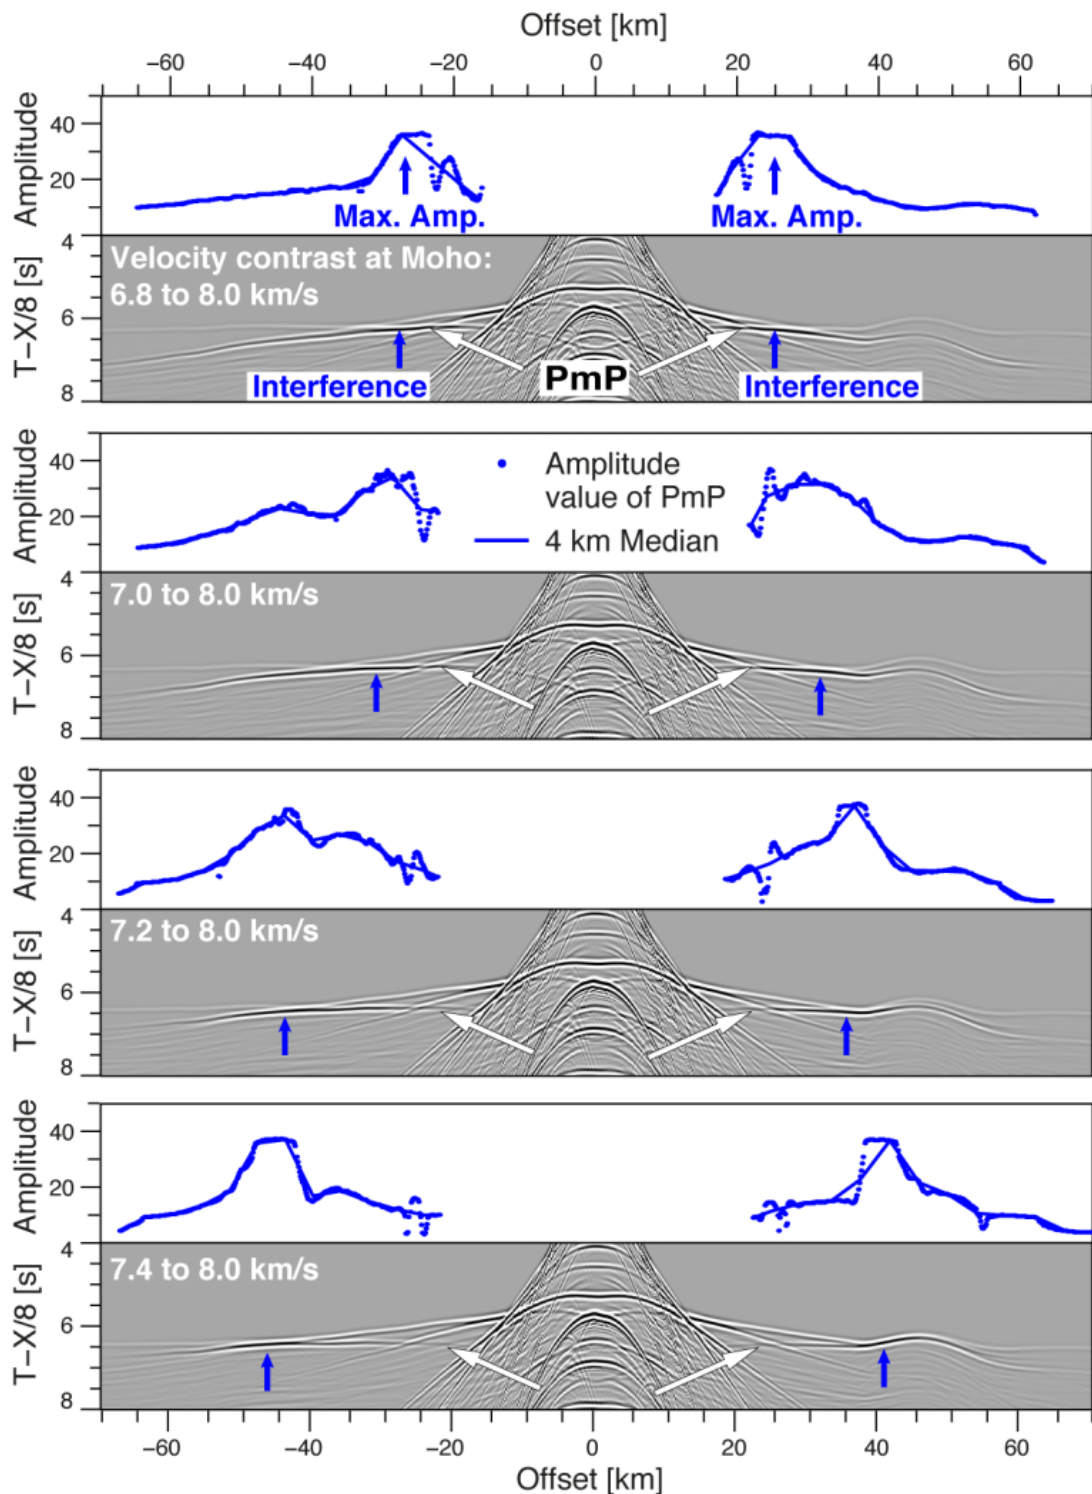 Offset [km]
−60 −40 −20 0 20 40 60
Amplitude
40
20
Max. Amp. Max. Amp.
T−X/8 [s]
4
6
8
Velocity contrast at Moho:
6.8 to 8.0 km/s
PmP
Interference Interference
Amplitude
40
20
Amplitude
value of PmP
4 km Median
T−X/8 [s]
4
6
8
7.0 to 8.0 km/s
Amplitude
40
20
T−X/8 [s]
4
6
8
7.2 to 8.0 km/s
Amplitude
40
20
T−X/8 [s]
4
6
8
7.4 to 8.0 km/s
−60 −40 −20 0 20 40 60
Offset [km]